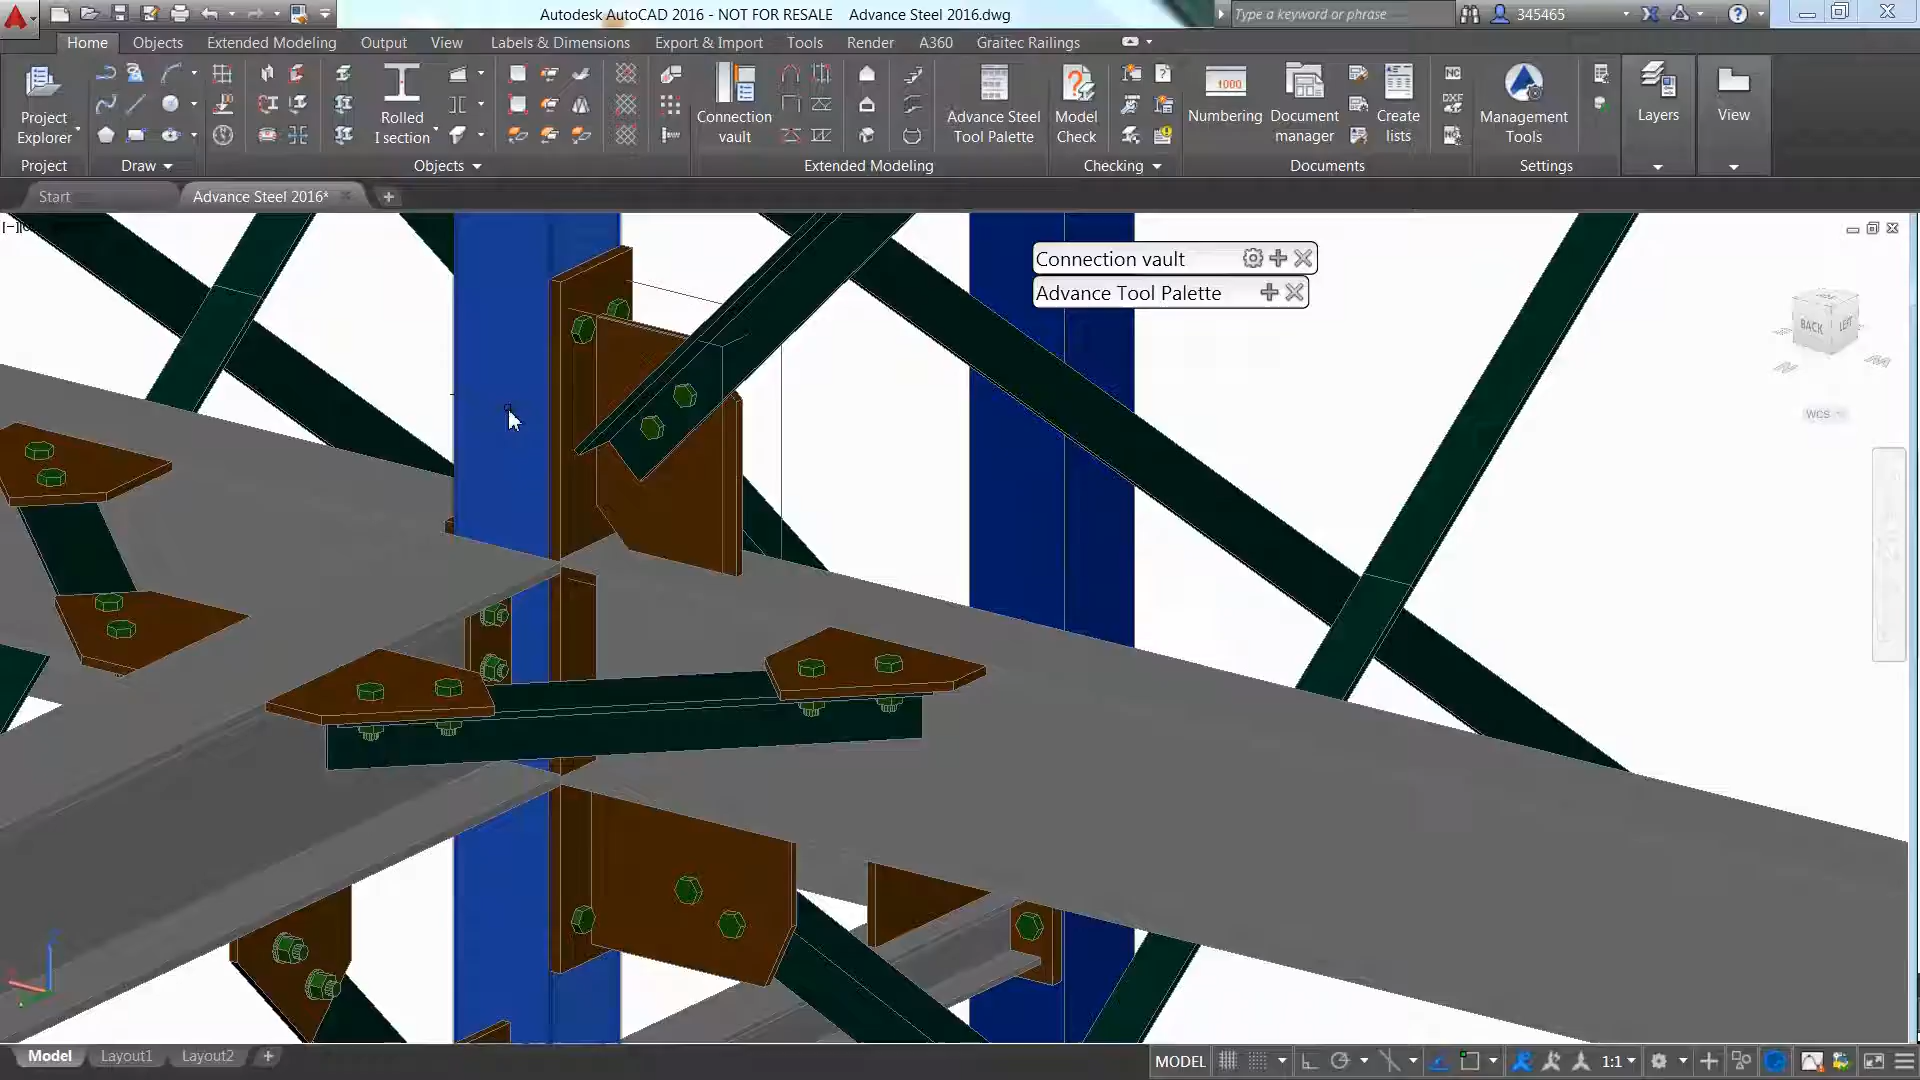 Autodesk AutoCAD 2016 - NOT FOR RESALE Advance Steel 2016.dwg
Type a keyword or phrase
345465
Home Objects Extended Modeling Output View Labels & Dimensions Export & Import Tools Render A360 Graitec Railings
Project Explorer
Rolled I section
Connection vault
Advance Steel Tool Palette
Model Check
1000
Numbering
Document manager
Create lists
NC
DXF
Management Tools
Layers
View
Project Draw Objects Extended Modeling Checking Documents Settings
Start Advance Steel 2016*
Connection vault
Advance Tool Palette
BACK LEFT
WCS
Model Layout1 Layout2
MODEL 1:1